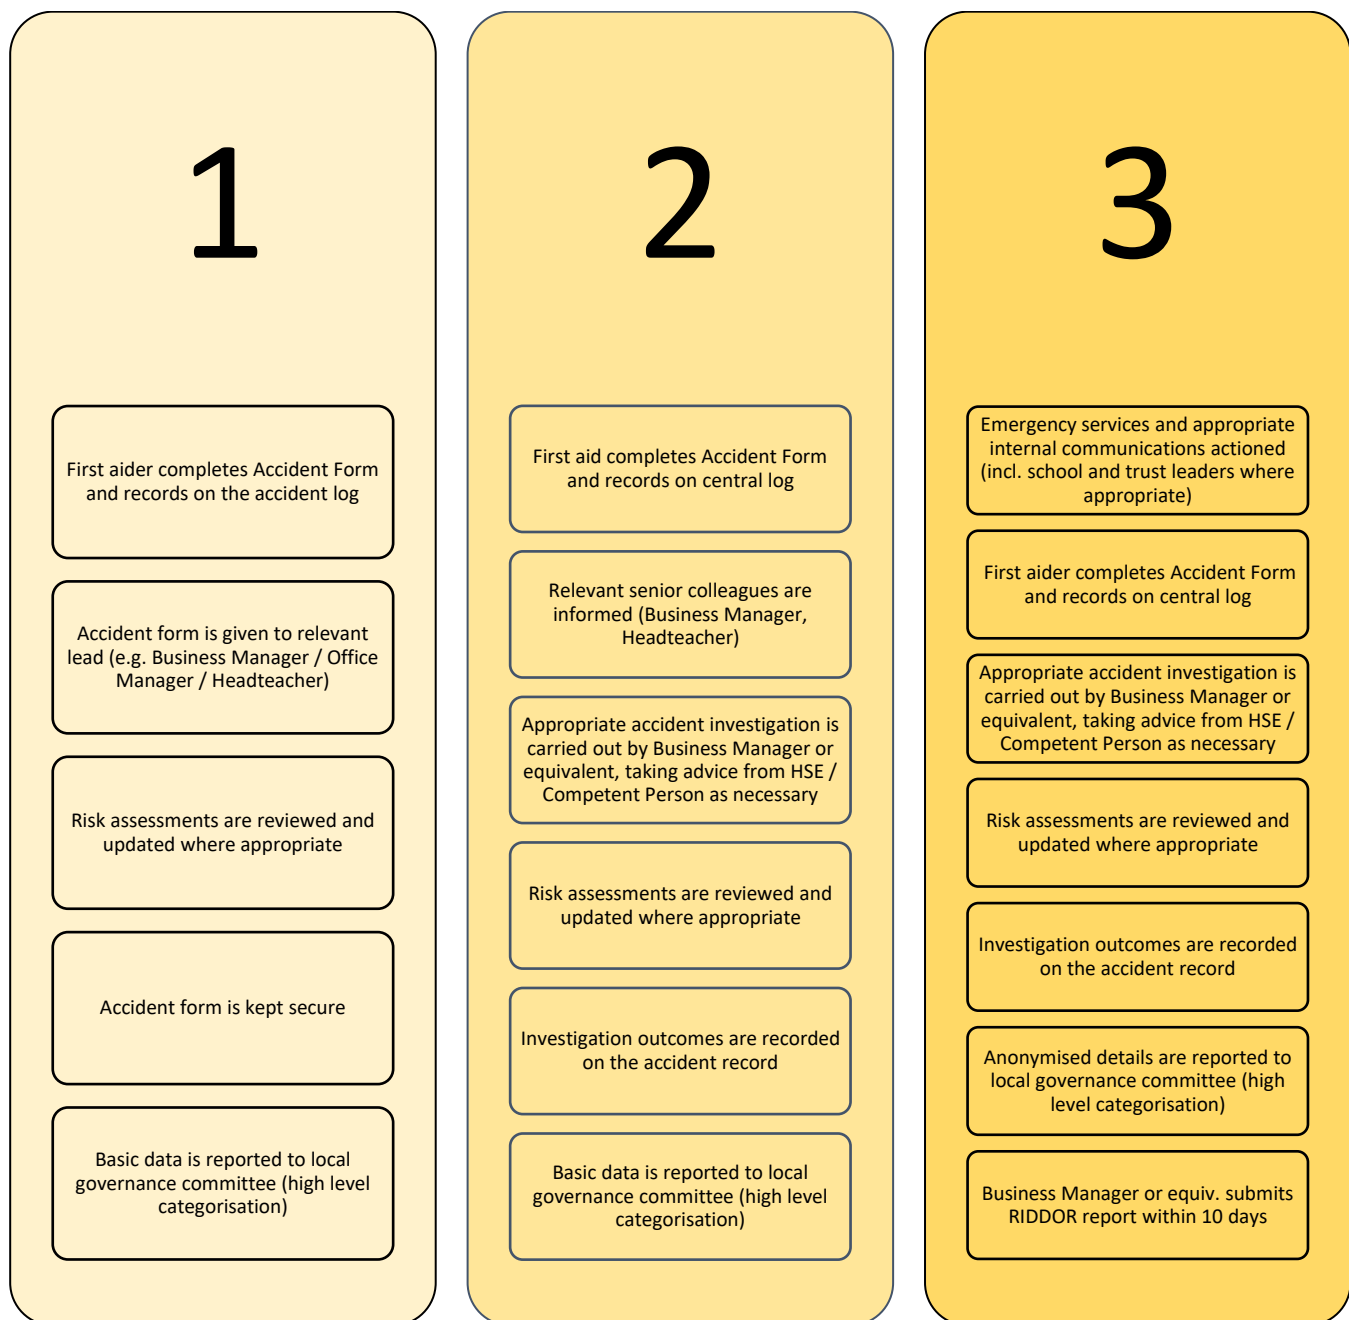 1
First aider completes Accident Form
and records on the accident log
Accident form is given to relevant
lead (e.g. Business Manager / Office
Manager / Headteacher)
Risk assessments are reviewed and
updated where appropriate
Accident form is kept secure
Basic data is reported to local
governance committee (high level
categorisation)
2
First aid completes Accident Form
and records on central log
Relevant senior colleagues are
informed (Business Manager,
Headteacher)
Appropriate accident investigation is
carried out by Business Manager or
equivalent, taking advice from HSE /
Competent Person as necessary
Risk assessments are reviewed and
updated where appropriate
Investigation outcomes are recorded
on the accident record
Basic data is reported to local
governance committee (high level
categorisation)
3
Emergency services and appropriate
internal communications actioned
(incl. school and trust leaders where
appropriate)
First aider completes Accident Form
and records on central log
Appropriate accident investigation is
carried out by Business Manager or
equivalent, taking advice from HSE /
Competent Person as necessary
Risk assessments are reviewed and
updated where appropriate
Investigation outcomes are recorded
on the accident record
Anonymised details are reported to
local governance committee (high
level categorisation)
Business Manager or equiv. submits
RIDDOR report within 10 days